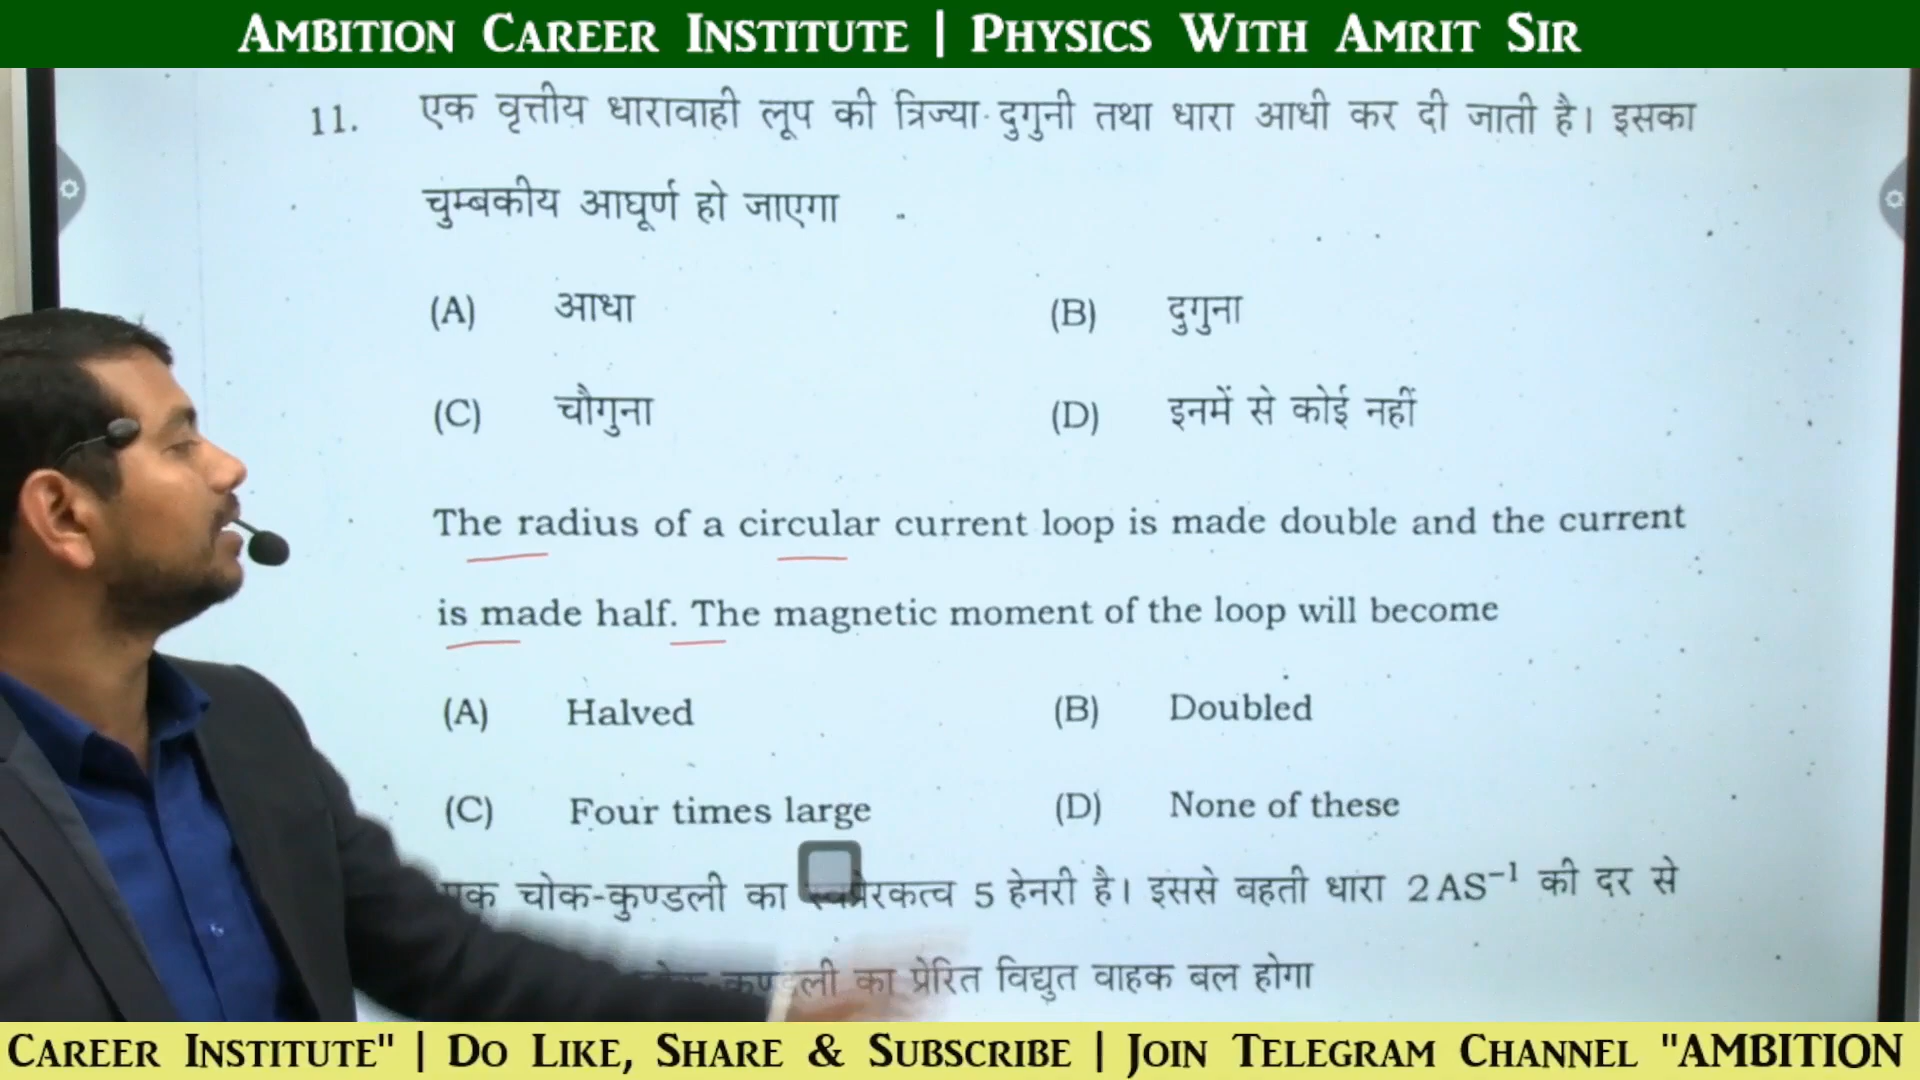 AMBITION CAREER INSTITUTE | PHYSICS WITH AMRIT SIR
11. एक वृत्तीय धारावाही लूप की त्रिज्या दुगुनी तथा धारा आधी कर दी जाती है। इसका
चुम्बकीय आघूर्ण हो जाएगा
(A) आधा (B) दुगुना
(C) चौगुना (D) इनमें से कोई नहीं
The radius of a circular current loop is made double and the current
is made half. The magnetic moment of the loop will become
(A) Halved (B) Doubled
(C) Four times large (D) None of these
चोक-कुण्डली का 5 हेनरी है। इससे बहती धारा 2 AS⁻¹ की दर से
का प्रेरित विद्युत वाहक बल होगा
CAREER INSTITUTE" | DO LIKE, SHARE & SUBSCRIBE | JOIN TELEGRAM CHANNEL "AMBITION